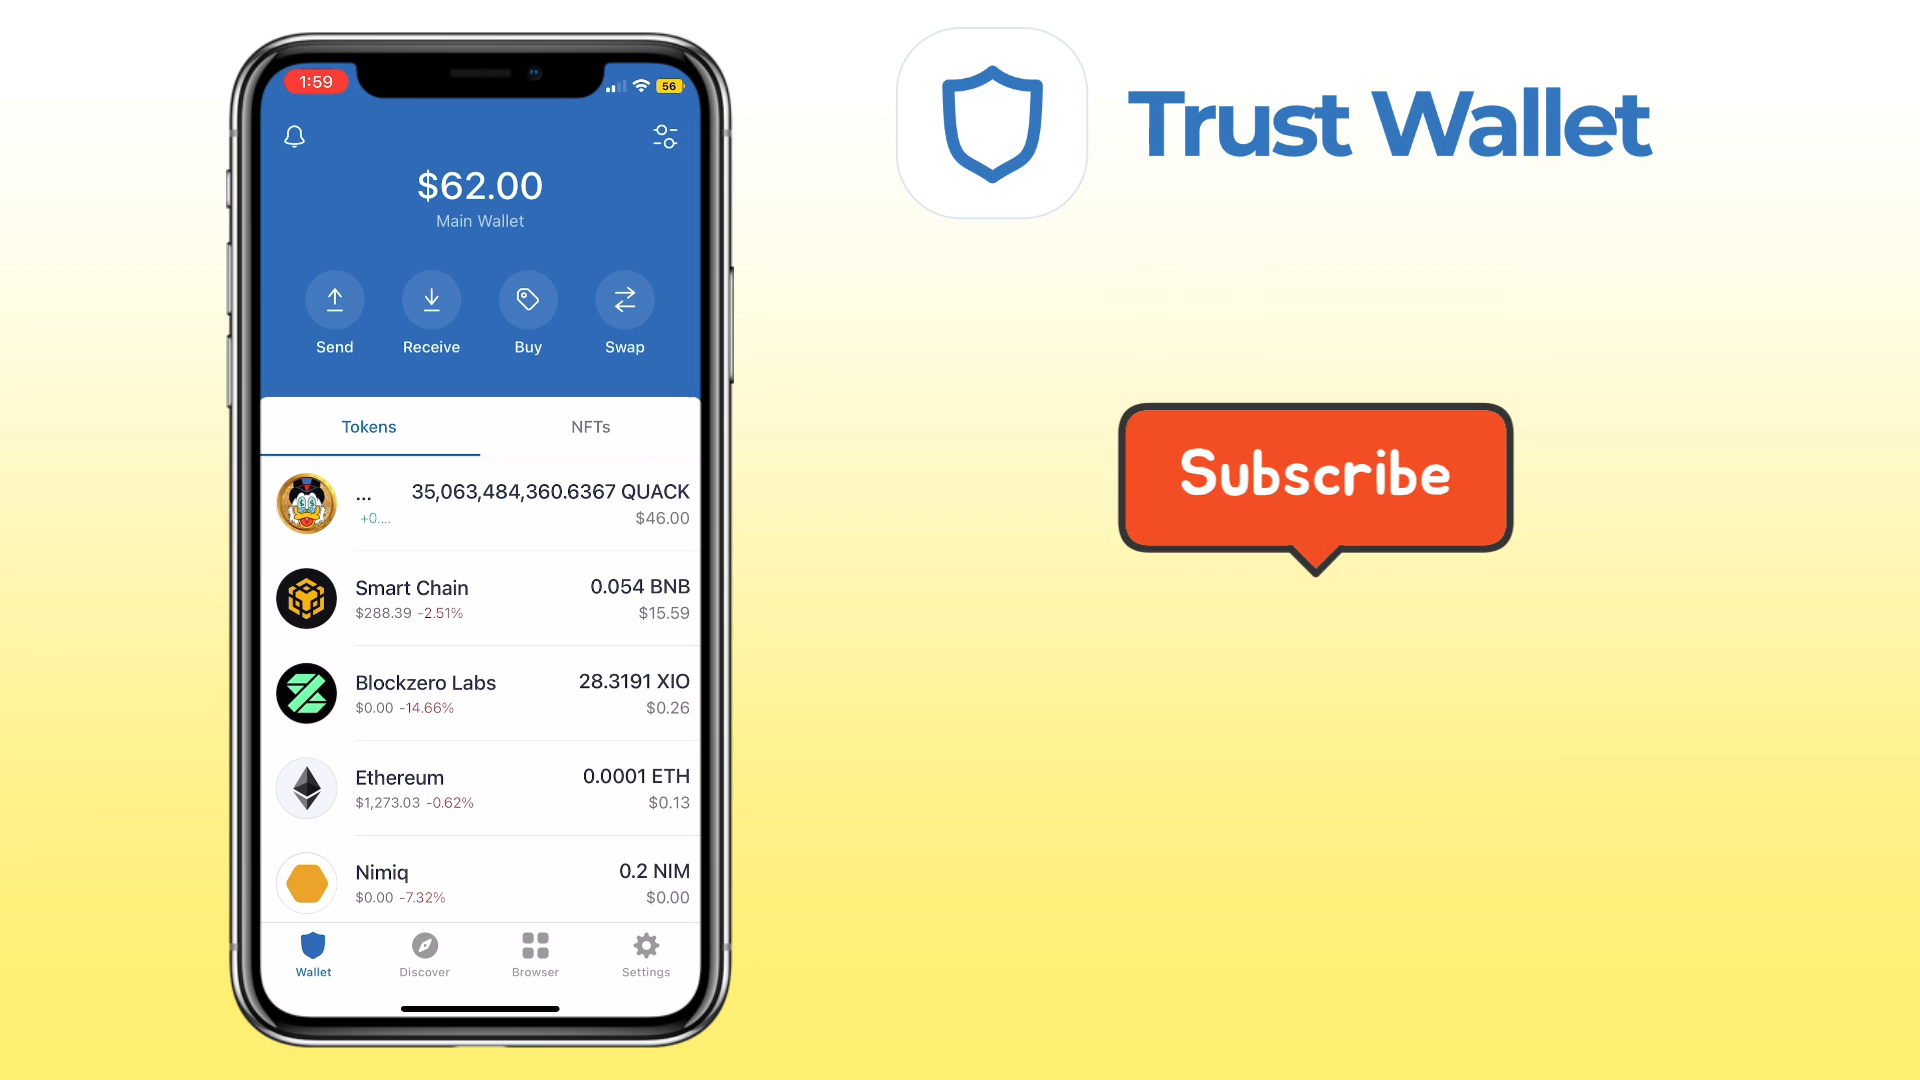 1:59
56
$62.00
Main Wallet
Send Receive Buy Swap
Tokens NFTs
... 35,063,484,360.6367 QUACK
+0.... $46.00
Smart Chain 0.054 BNB
$288.39 -2.51% $15.59
Blockzero Labs 28.3191 XIO
$0.00 -14.66% $0.26
Ethereum 0.0001 ETH
$1,273.03 -0.62% $0.13
Nimiq 0.2 NIM
$0.00 -7.32% $0.00
Wallet Discover Browser Settings
Trust Wallet
Subscribe